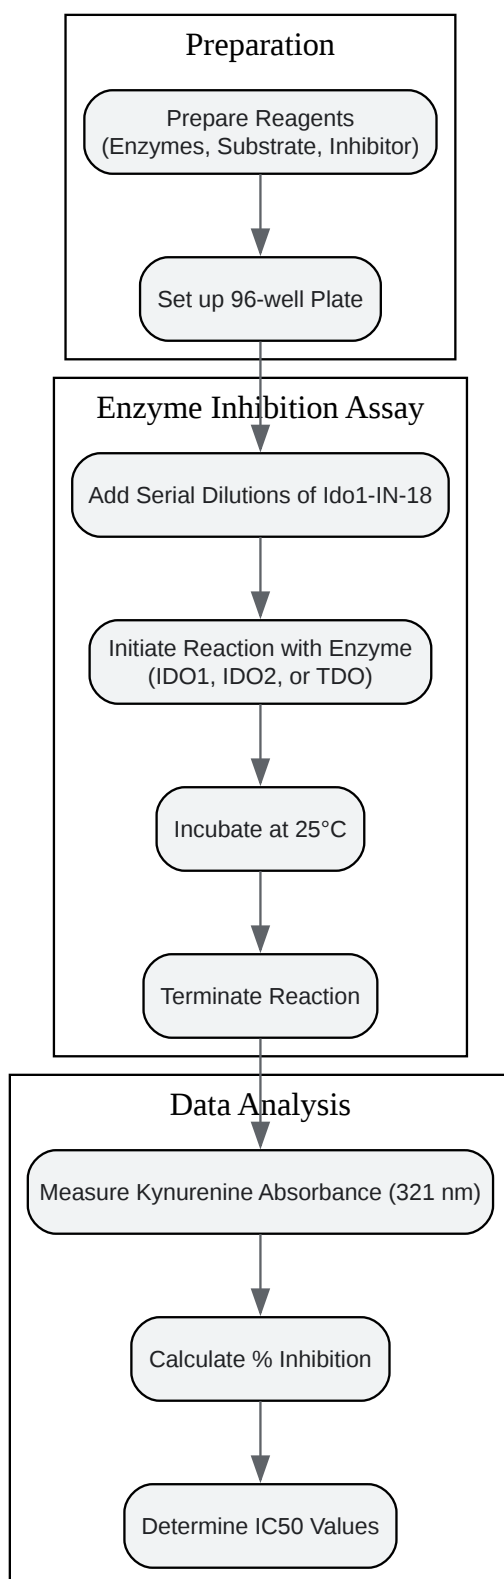 Preparation
Prepare Reagents
(Enzymes, Substrate, Inhibitor)
Set up 96-well Plate
Enzyme Inhibition Assay
Add Serial Dilutions of Ido1-IN-18
Initiate Reaction with Enzyme
(IDO1, IDO2, or TDO)
Incubate at 25°C
Terminate Reaction
Data Analysis
Measure Kynurenine Absorbance (321 nm)
Calculate % Inhibition
Determine IC50 Values